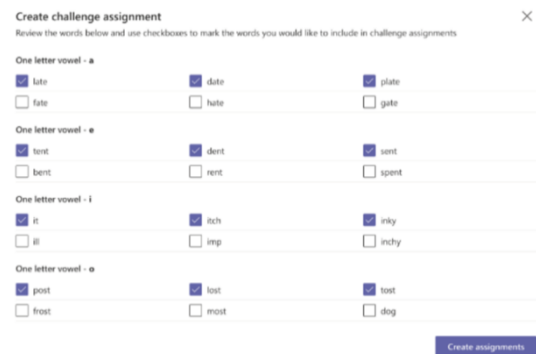 Create challenge assignment
Review the words below and use checkboxes to mark the words you would like to include in challenge assignments
One letter vowel - a
late date plate
fate hate gate
One letter vowel - e
tent dent sent
bent rent spent
One letter vowel - i
it itch inky
ill imp inchy
One letter vowel - o
post lost tost
frost most dog
Create assignments